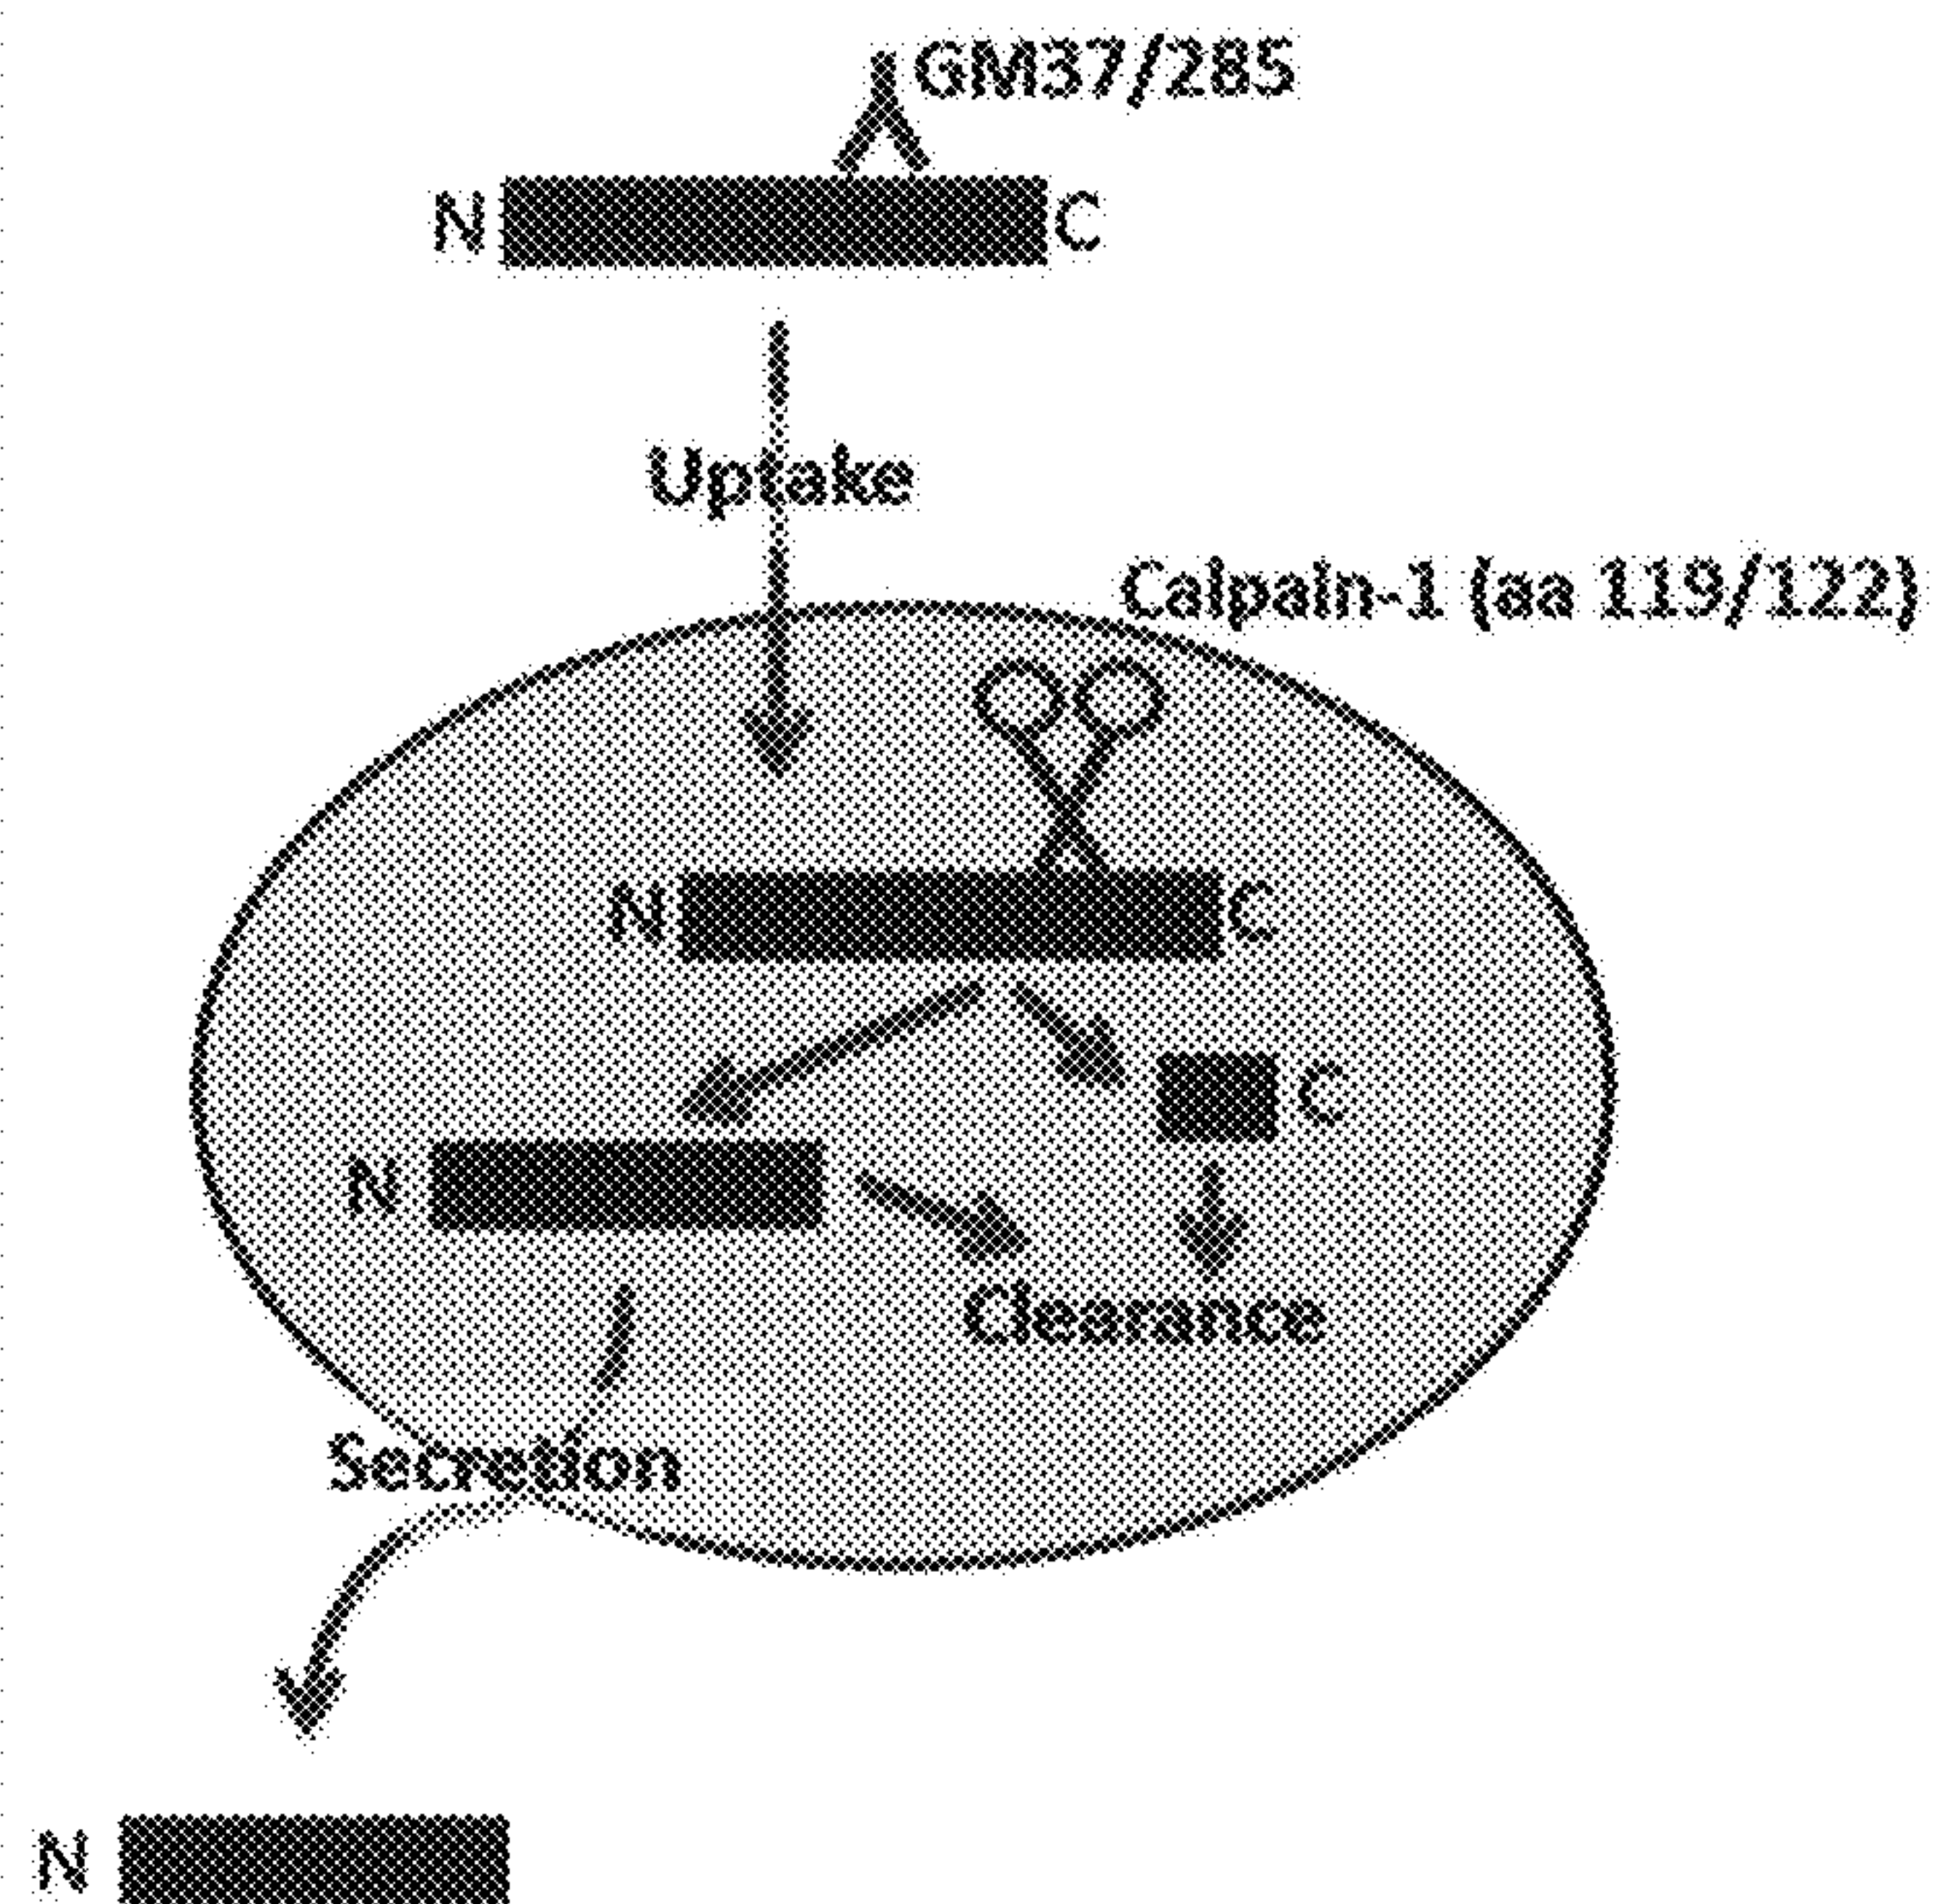 GM37/285
N C
Uptake
Calpain-1 (aa 119/122)
N C
C
N
Clearance
Secretion
N